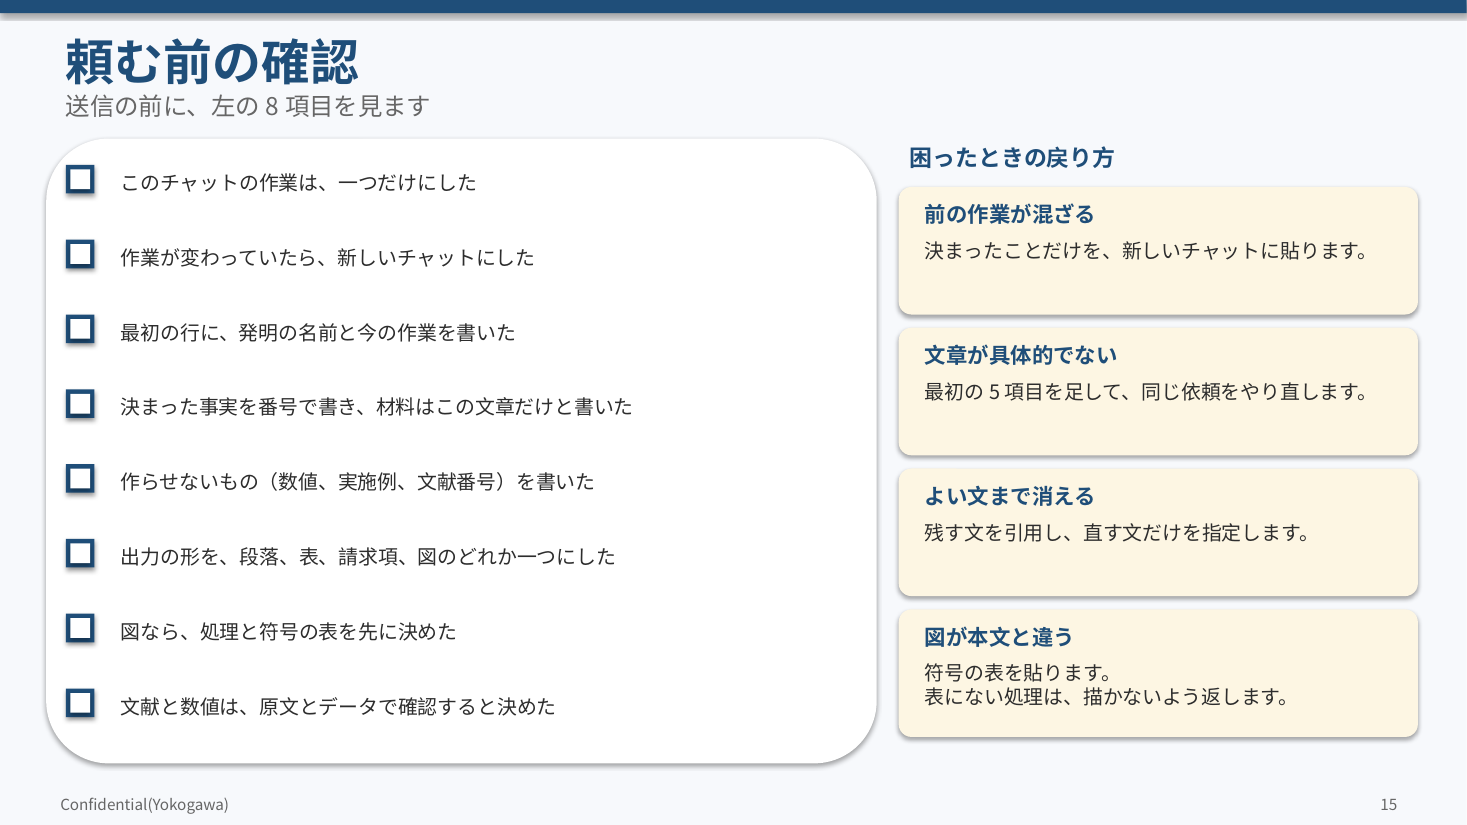 頼む前の確認
送信の前に、左の 8 項目を見ます
このチャットの作業は、一つだけにした
作業が変わっていたら、新しいチャットにした
最初の行に、発明の名前と今の作業を書いた
決まった事実を番号で書き、材料はこの文章だけと書いた
作らせないもの（数値、実施例、文献番号）を書いた
出力の形を、段落、表、請求項、図のどれか一つにした
図なら、処理と符号の表を先に決めた
文献と数値は、原文とデータで確認すると決めた
困ったときの戻り方
前の作業が混ざる
決まったことだけを、新しいチャットに貼ります。
文章が具体的でない
最初の 5 項目を足して、同じ依頼をやり直します。
よい文まで消える
残す文を引用し、直す文だけを指定します。
図が本文と違う
符号の表を貼ります。
表にない処理は、描かないよう返します。
Confidential(Yokogawa)
15